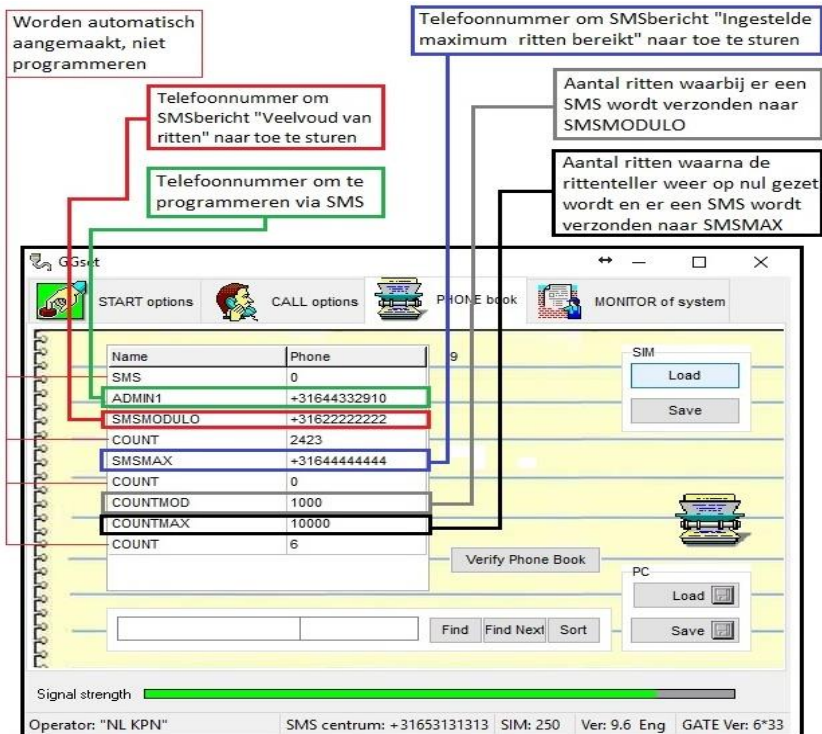 Worden automatisch
aangemaakt, niet
programmeren
Telefoonnummer om SMSbericht "Ingestelde
maximum ritten bereikt" naar toe te sturen
Telefoonnummer om
SMSbericht "Veelvoud van
ritten" naar toe te sturen
Aantal ritten waarbij er een
SMS wordt verzonden naar
SMSMODULO
Telefoonnummer om te
programmeren via SMS
Aantal ritten waarna de
rittenteller weer op nul gezet
wordt en er een SMS wordt
verzonden naar SMSMAX
GGset
START options CALL options PHONE book MONITOR of system
Name Phone 9
SMS 0
ADMIN1 +31644332910
SMSMODULO +31622222222
COUNT 2423
SMSMAX +31644444444
COUNT 0
COUNTMOD 1000
COUNTMAX 10000
COUNT 6
SIM
Load
Save
Verify Phone Book
PC
Load
Find Find Next Sort Save
Signal strength
Operator: "NL KPN" SMS centrum: +31653131313 SIM: 250 Ver: 9.6 Eng GATE Ver: 6*33